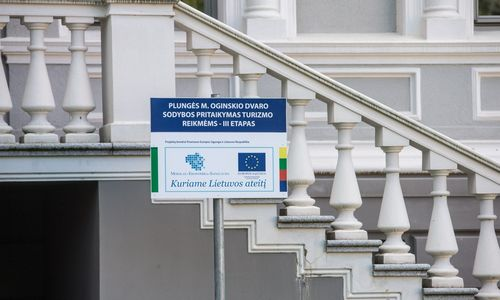 PLUNGĖS M. OGINSKIO DVARO
SODYBOS PRITAIKYMAS TURIZMO
REIKMĖMS - III ETAPAS
Kuriame Lietuvos ateitį